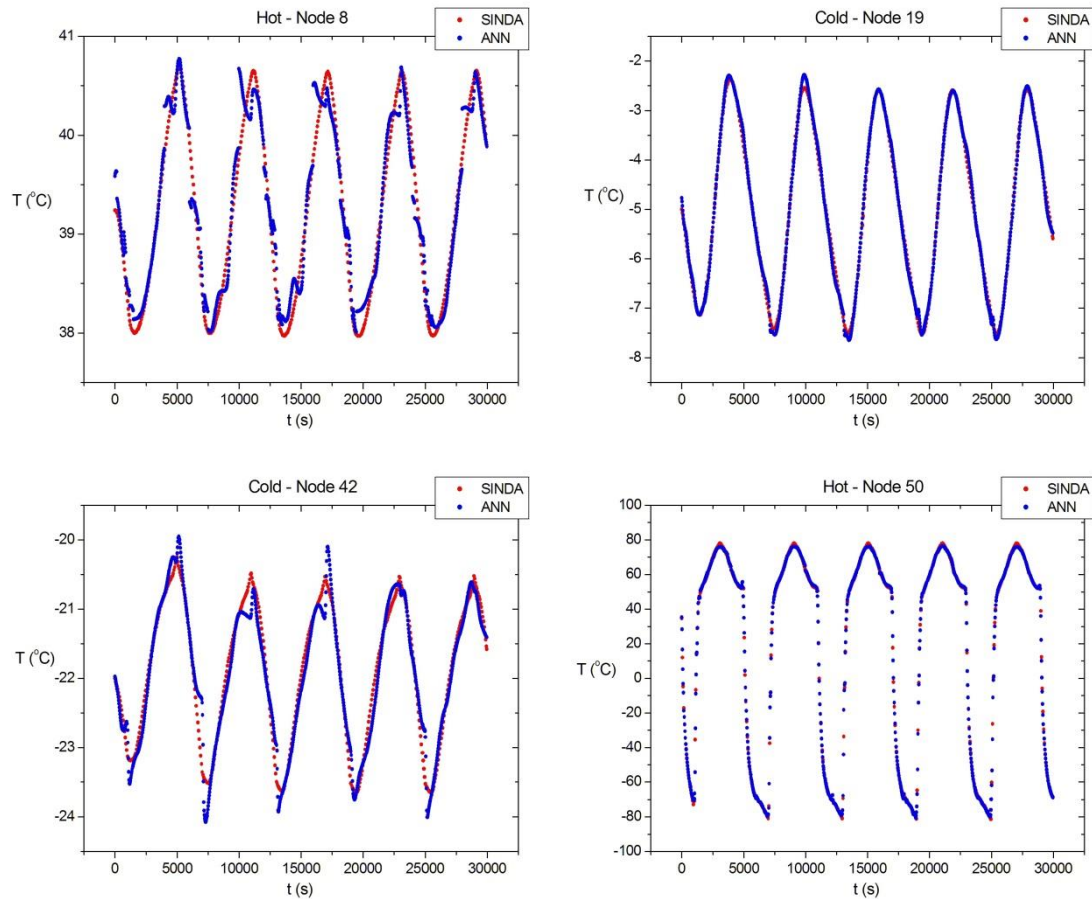 Hot - Node 8
SINDA
ANN
41
40
39
38
T (°C)
0 5000 10000 15000 20000 25000 30000
t (s)
Cold - Node 19
SINDA
ANN
-2
-3
-4
-5
-6
-7
-8
T (°C)
0 5000 10000 15000 20000 25000 30000
t (s)
Cold - Node 42
SINDA
ANN
-20
-21
-22
-23
-24
T (°C)
0 5000 10000 15000 20000 25000 30000
t (s)
Hot - Node 50
SINDA
ANN
100
80
60
40
20
0
-20
-40
-60
-80
-100
T (°C)
0 5000 10000 15000 20000 25000 30000
t (s)